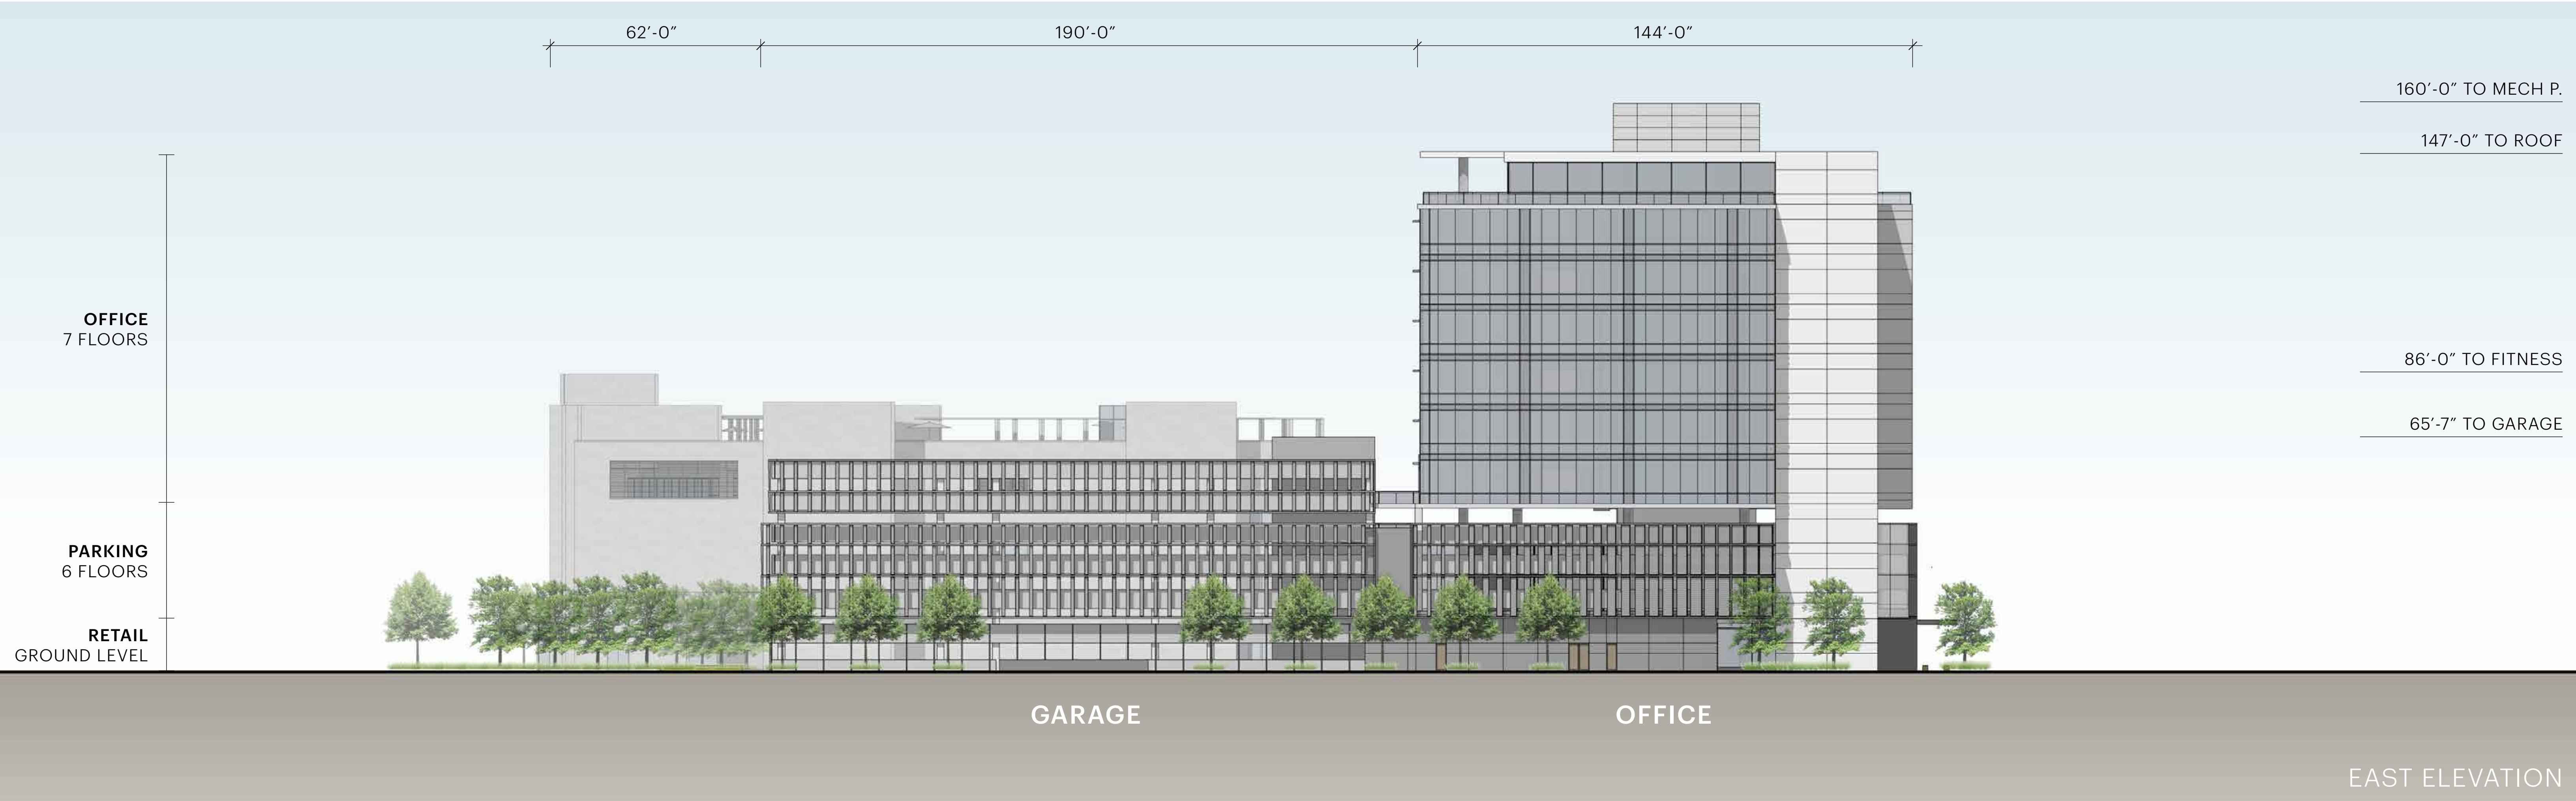 62’-0”
190’-0”
144’-0”
160’-0” TO MECH P.
147’-0” TO ROOF
OFFICE
7 FLOORS
86’-0” TO FITNESS
65’-7” TO GARAGE
PARKING
6 FLOORS
RETAIL
GROUND LEVEL
GARAGE
OFFICE
EAST ELEVATION